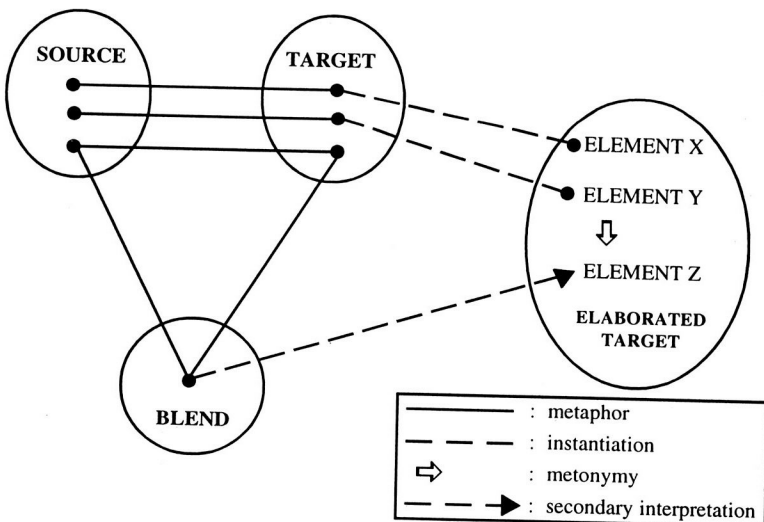 SOURCE
TARGET
ELEMENT X
ELEMENT Y
ELEMENT Z
ELABORATED
TARGET
BLEND
: metaphor
: instantiation
: metonymy
: secondary interpretation